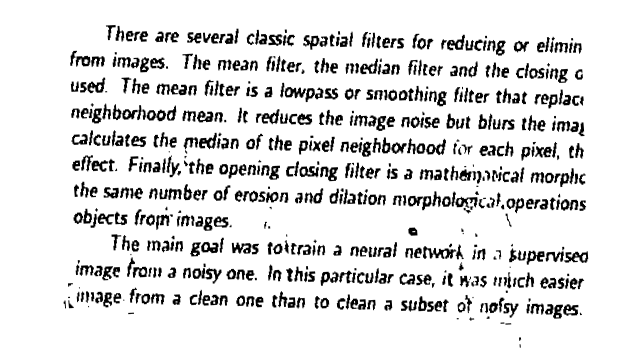 There are several classic spatial filters for reducing or elimin
from images. The mean filter, the median filter and the closing o
used. The mean filter is a lowpass or smoothing filter that replac
neighborhood mean. It reduces the image noise but blurs the imag
calculates the median of the pixel neighborhood for each pixel, th
effect. Finally, the opening closing filter is a mathematical morpho
the same number of erosion and dilation morphological operations
objects from images.
The main goal was to train a neural network in a supervised
image from a noisy one. In this particular case, it was much easier
image from a clean one than to clean a subset of noisy images.